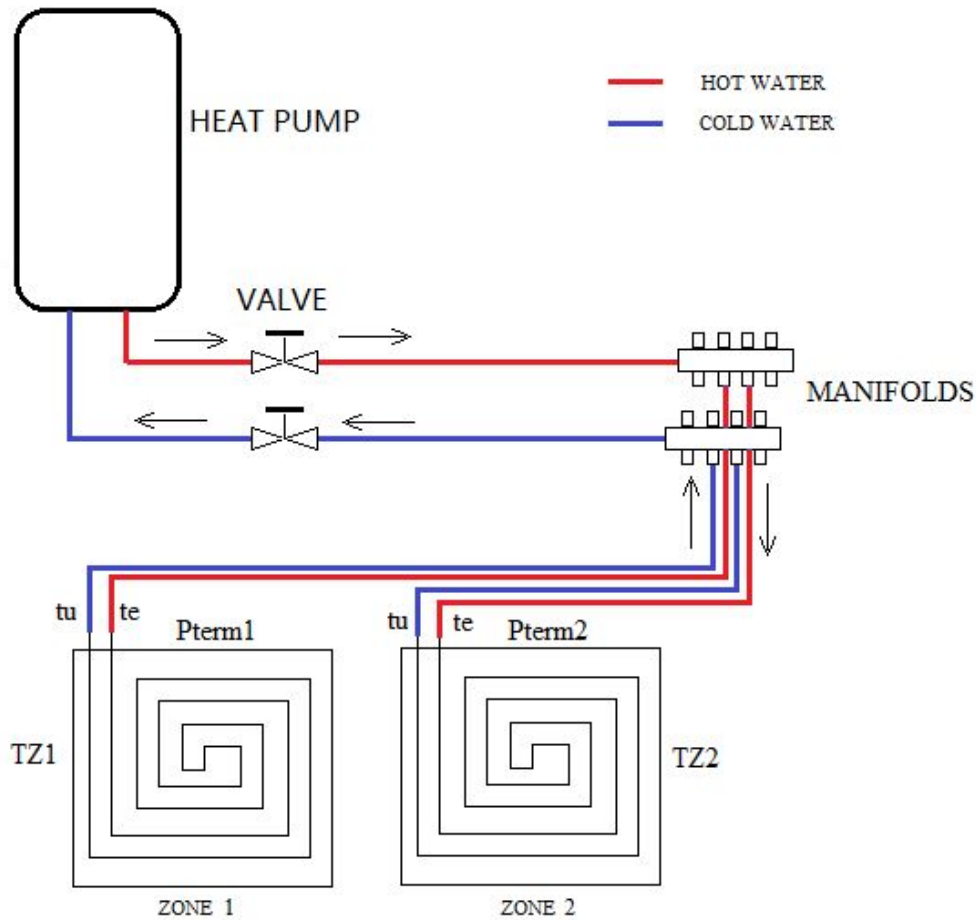 HOT WATER
HEAT PUMP
COLD WATER
VALVE
MANIFOLDS
tu
te
Pterm1
tu
te
Pterm2
TZ1
TZ2
ZONE 1
ZONE 2